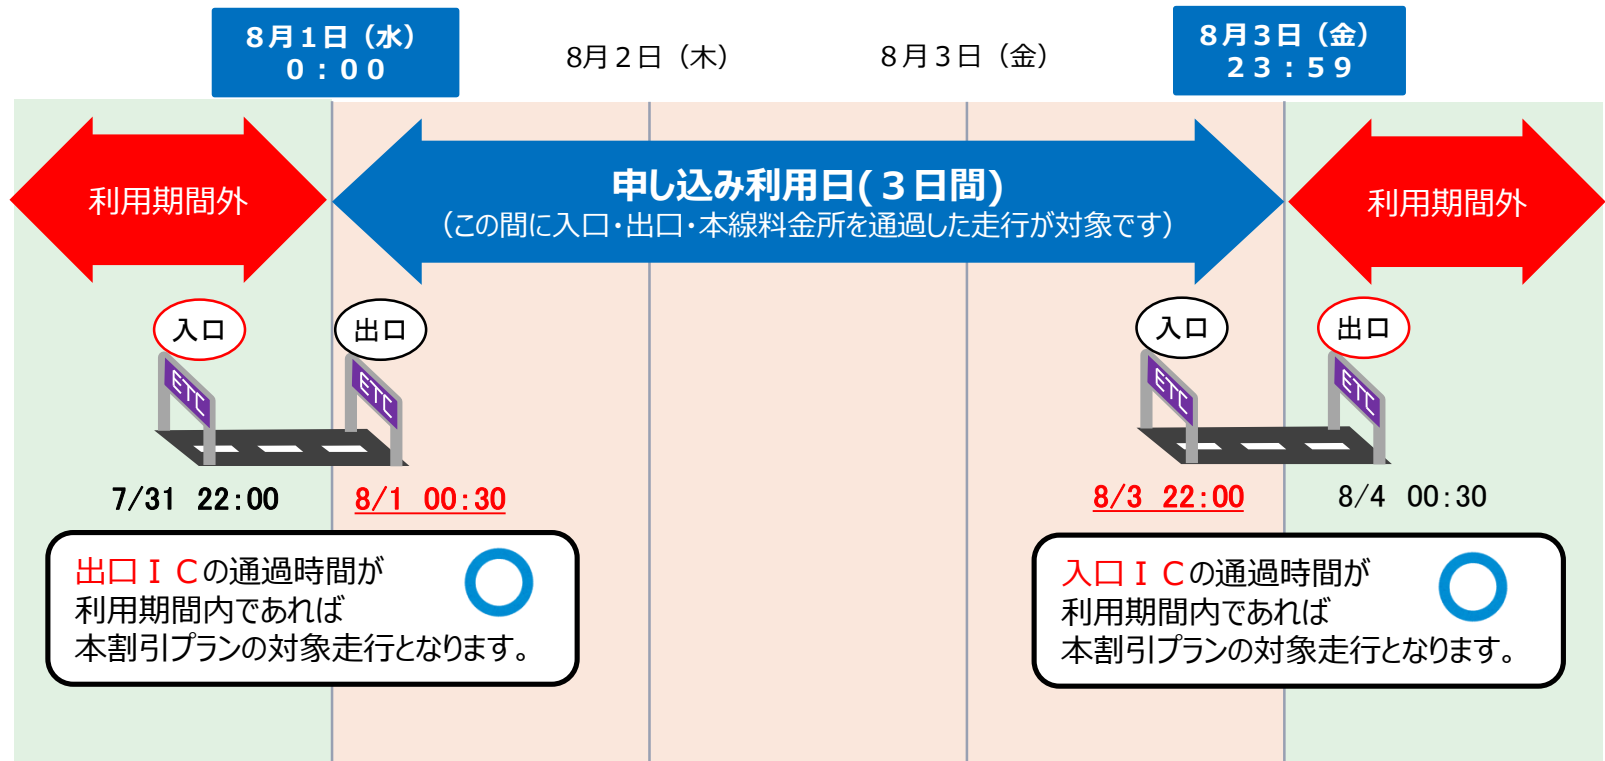 8月1日（水）
0：00
8月２日（木）
８月３日（金）
８月３日（金）
２３：５９
利用期間外
申し込み利用日(３日間)
（この間に入口・出口・本線料金所を通過した走行が対象です）
利用期間外
入口
出口
入口
出口
ETC
ETC
ETC
ETC
7/31 22:00
8/1 00:30
8/3 22:00
8/4 00:30
出口ＩＣの通過時間が
利用期間内であれば
本割引プランの対象走行となります。
入口ＩＣの通過時間が
利用期間内であれば
本割引プランの対象走行となります。